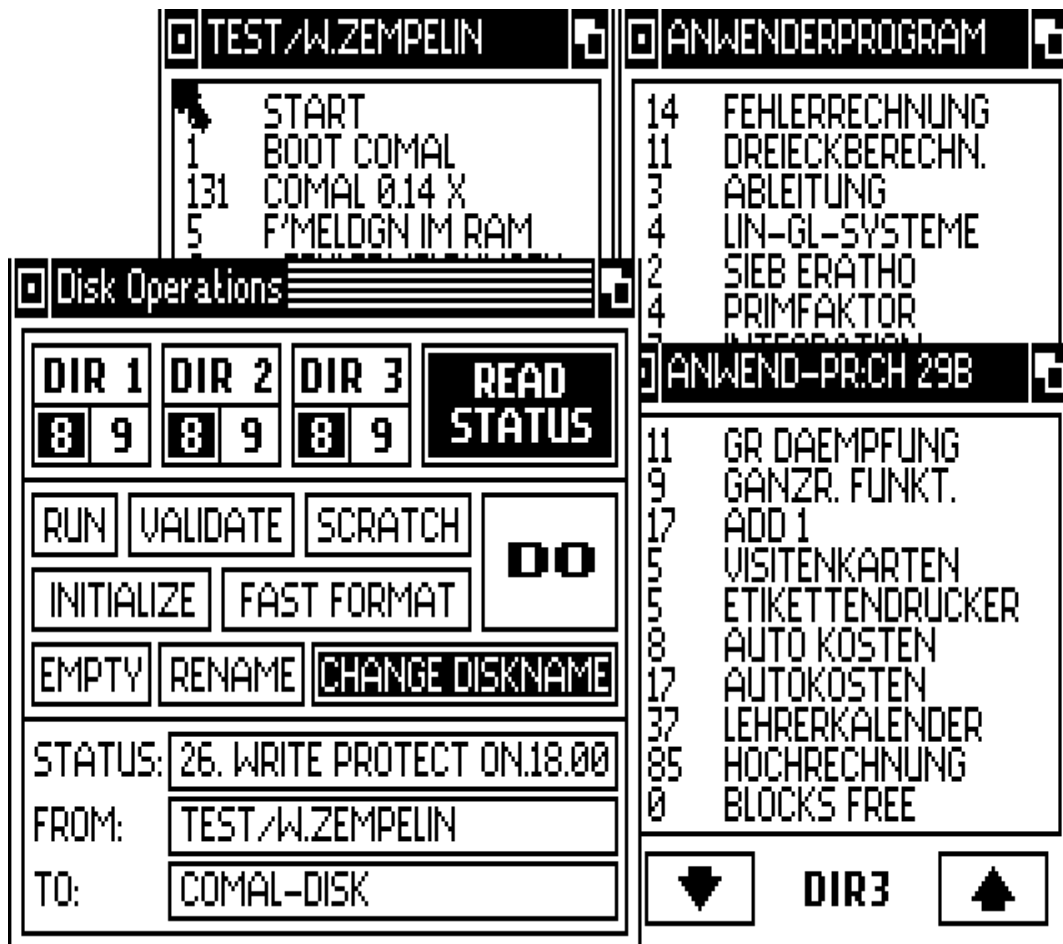 TEST/W.ZEMPELIN
START
1 BOOT COMAL
131 COMAL 0.14 X
5 F'MELDGN IM RAM
ANWENDERPROGRAM
14 FEHLERRECHNUNG
11 DREIECKBERECHN.
3 ABLEITUNG
4 LIN-GL-SYSTEME
2 SIEB ERATHO
4 PRIMFAKTOR
Disk Operations
DIR 1 DIR 2 DIR 3
8 9 8 9 8 9
READ
STATUS
RUN VALIDATE SCRATCH
DO
INITIALIZE FAST FORMAT
EMPTY RENAME CHANGE DISKNAME
STATUS: 26. WRITE PROTECT ON.18.00
FROM: TEST/W.ZEMPELIN
TO: COMAL-DISK
ANWEND-PR:CH 29B
11 GR DAEMPFUNG
9 GANZR. FUNKT.
17 ADD 1
5 VISITENKARTEN
5 ETIKETTENDRUCKER
8 AUTO KOSTEN
17 AUTOKOSTEN
37 LEHRERKALENDER
85 HOCHRECHNUNG
0 BLOCKS FREE
DIR3